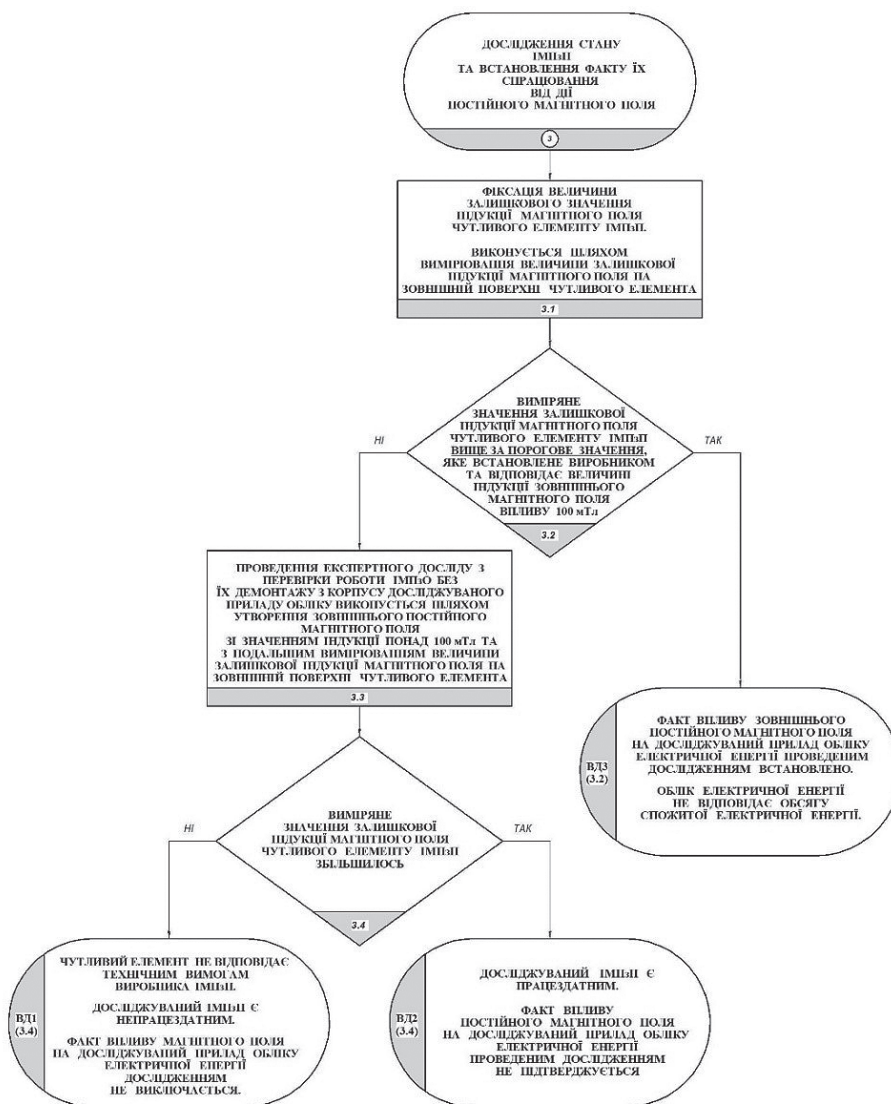 ДОСЛІДЖЕННЯ СТАНУ
ІМПзП
ТА ВСТАНОВЛЕННЯ ФАКТУ ЇХ
СПРАЦЮВАННЯ
ВІД ДІЇ
ПОСТІЙНОГО МАГНІТНОГО ПОЛЯ
3
ФІКСАЦІЯ ВЕЛИЧИНИ
ЗАЛИШКОВОГО ЗНАЧЕННЯ
ІНДУКЦІЇ МАГНІТНОГО ПОЛЯ
ЧУТЛИВОГО ЕЛЕМЕНТУ ІМПзП.
ВИКОНУЄТЬСЯ ШЛЯХОМ
ВИМІРЮВАННЯ ВЕЛИЧИНИ ЗАЛИШКОВОЇ
ІНДУКЦІЇ МАГНІТНОГО ПОЛЯ НА
ЗОВНІШНІЙ ПОВЕРХНІ ЧУТЛИВОГО ЕЛЕМЕНТА
3.1
ВИМІРЯНЕ
ЗНАЧЕННЯ ЗАЛИШКОВОЇ
ІНДУКЦІЇ МАГНІТНОГО ПОЛЯ
ЧУТЛИВОГО ЕЛЕМЕНТУ ІМПзП
ВИЩЕ ЗА ПОРОГОВЕ ЗНАЧЕННЯ,
ЯКЕ ВСТАНОВЛЕНЕ ВИРОБНИКОМ
ТА ВІДПОВІДАЄ ВЕЛИЧИНІ
ІНДУКЦІЇ ЗОВНІШНЬОГО
МАГНІТНОГО ПОЛЯ
ВПЛИВУ 100 мТл
3.2
НІ
ТАК
ПРОВЕДЕННЯ ЕКСПЕРТНОГО ДОСЛІДУ З
ПЕРЕВІРКИ РОБОТИ ІМПзО БЕЗ
ЇХ ДЕМОНТАЖУ З КОРПУСУ ДОСЛІДЖУВАНОГО
ПРИЛАДУ ОБЛІКУ ВИКОНУЄТЬСЯ ШЛЯХОМ
УТВОРЕННЯ ЗОВНІШНЬОГО ПОСТІЙНОГО
МАГНІТНОГО ПОЛЯ
ЗІ ЗНАЧЕННЯМ ІНДУКЦІЇ ПОНАД 100 мТл ТА
З ПОДАЛЬШИМ ВИМІРЮВАННЯМ ВЕЛИЧИНИ
ЗАЛИШКОВОЇ ІНДУКЦІЇ МАГНІТНОГО ПОЛЯ НА
ЗОВНІШНІЙ ПОВЕРХНІ ЧУТЛИВОГО ЕЛЕМЕНТА
3.3
ВД3
(3.2)
ФАКТ ВПЛИВУ ЗОВНІШНЬОГО
ПОСТІЙНОГО МАГНІТНОГО ПОЛЯ
НА ДОСЛІДЖУВАНИЙ ПРИЛАД ОБЛІКУ
ЕЛЕКТРИЧНОЇ ЕНЕРГІЇ ПРОВЕДЕНИМ
ДОСЛІДЖЕННЯМ ВСТАНОВЛЕНО.
ОБЛІК ЕЛЕКТРИЧНОЇ ЕНЕРГІЇ
НЕ ВІДПОВІДАЄ ОБСЯГУ
СПОЖИТОЇ ЕЛЕКТРИЧНОЇ ЕНЕРГІЇ.
ВИМІРЯНЕ
ЗНАЧЕННЯ ЗАЛИШКОВОЇ
ІНДУКЦІЇ МАГНІТНОГО ПОЛЯ
ЧУТЛИВОГО ЕЛЕМЕНТУ ІМПзП
ЗБІЛЬШИЛОСЬ
3.4
НІ
ТАК
ВД1
(3.4)
ЧУТЛИВИЙ ЕЛЕМЕНТ НЕ ВІДПОВІДАЄ
ТЕХНІЧНИМ ВИМОГАМ
ВИРОБНИКА ІМПзП.
ДОСЛІДЖУВАНИЙ ІМПзП Є
НЕПРАЦЕЗДАТНИМ.
ФАКТ ВПЛИВУ МАГНІТНОГО ПОЛЯ
НА ДОСЛІДЖУВАНИЙ ПРИЛАД ОБЛІКУ
ЕЛЕКТРИЧНОЇ ЕНЕРГІЇ
ДОСЛІДЖЕННЯМ
НЕ ВИКЛЮЧАЄТЬСЯ.
ВД2
(3.4)
ДОСЛІДЖУВАНИЙ ІМПзП Є
ПРАЦЕЗДАТНИМ.
ФАКТ ВПЛИВУ
ПОСТІЙНОГО МАГНІТНОГО ПОЛЯ
НА ДОСЛІДЖУВАНИЙ ПРИЛАД ОБЛІКУ
ЕЛЕКТРИЧНОЇ ЕНЕРГІЇ
ПРОВЕДЕНИМ ДОСЛІДЖЕННЯМ
НЕ ПІДТВЕРДЖУЄТЬСЯ